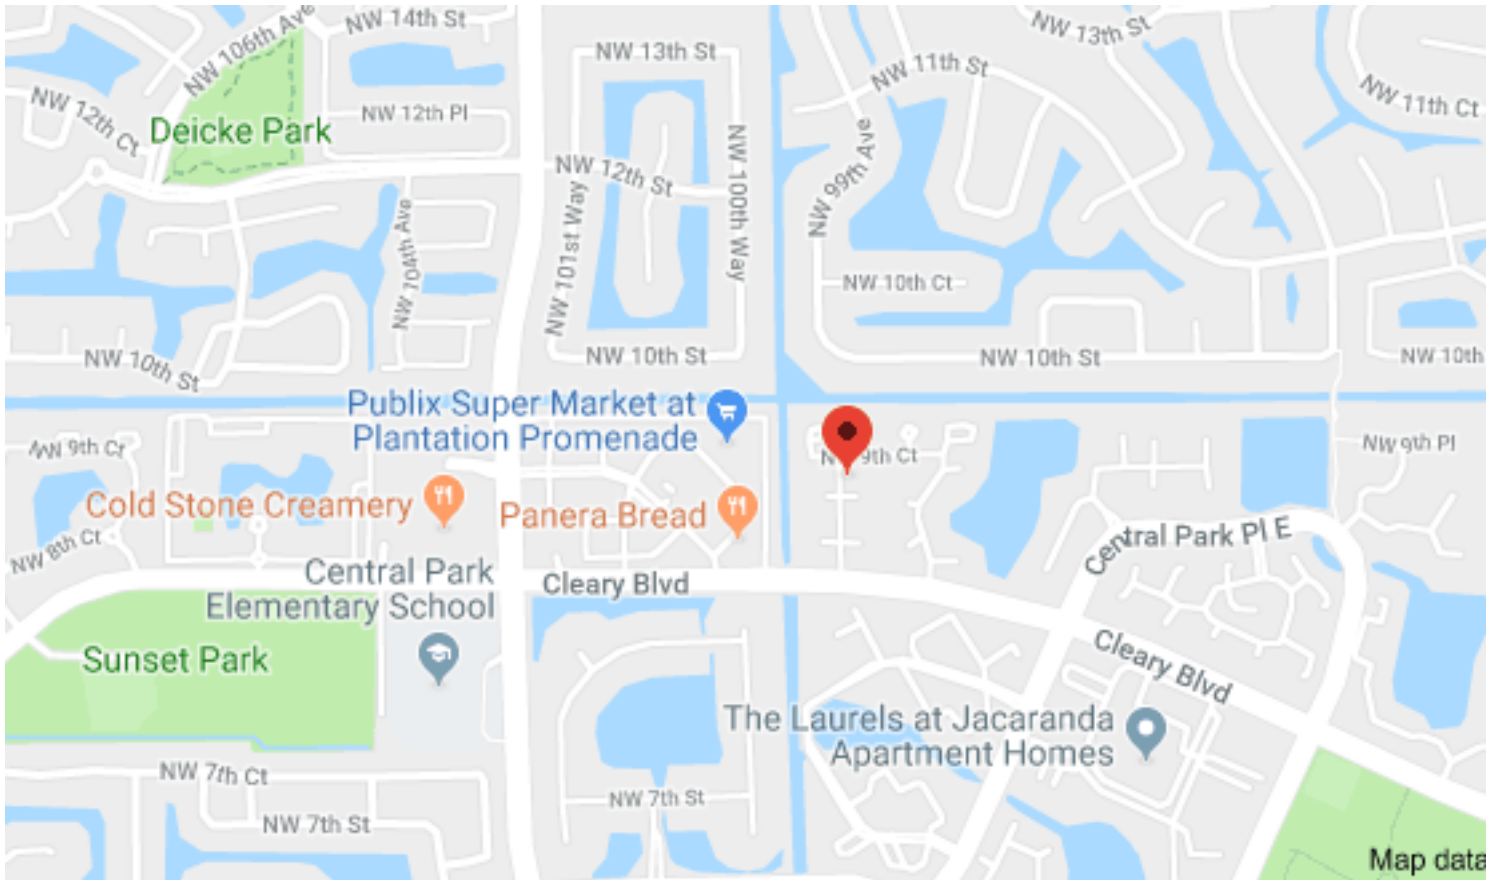 NW 106th Ave
NW 14th St
NW 13th St
NW 13th St
NW 11th St
NW 11th Ct
NW 12th Ct
NW 12th Pl
Deicke Park
NW 12th St
NW 100th Way
NW 99th Ave
NW 101st Way
NW 104th Ave
NW 10th Ct
NW 10th St
NW 10th St
NW 10th St
NW 10th
Publix Super Market at
Plantation Promenade
NW 9th Ct
NW 9th Ct
NW 9th Pl
Cold Stone Creamery
Panera Bread
NW 8th Ct
Central Park Pl E
Central Park
Elementary School
Cleary Blvd
Sunset Park
Cleary Blvd
The Laurels at Jacaranda
Apartment Homes
NW 7th Ct
NW 7th St
NW 7th St
Map data